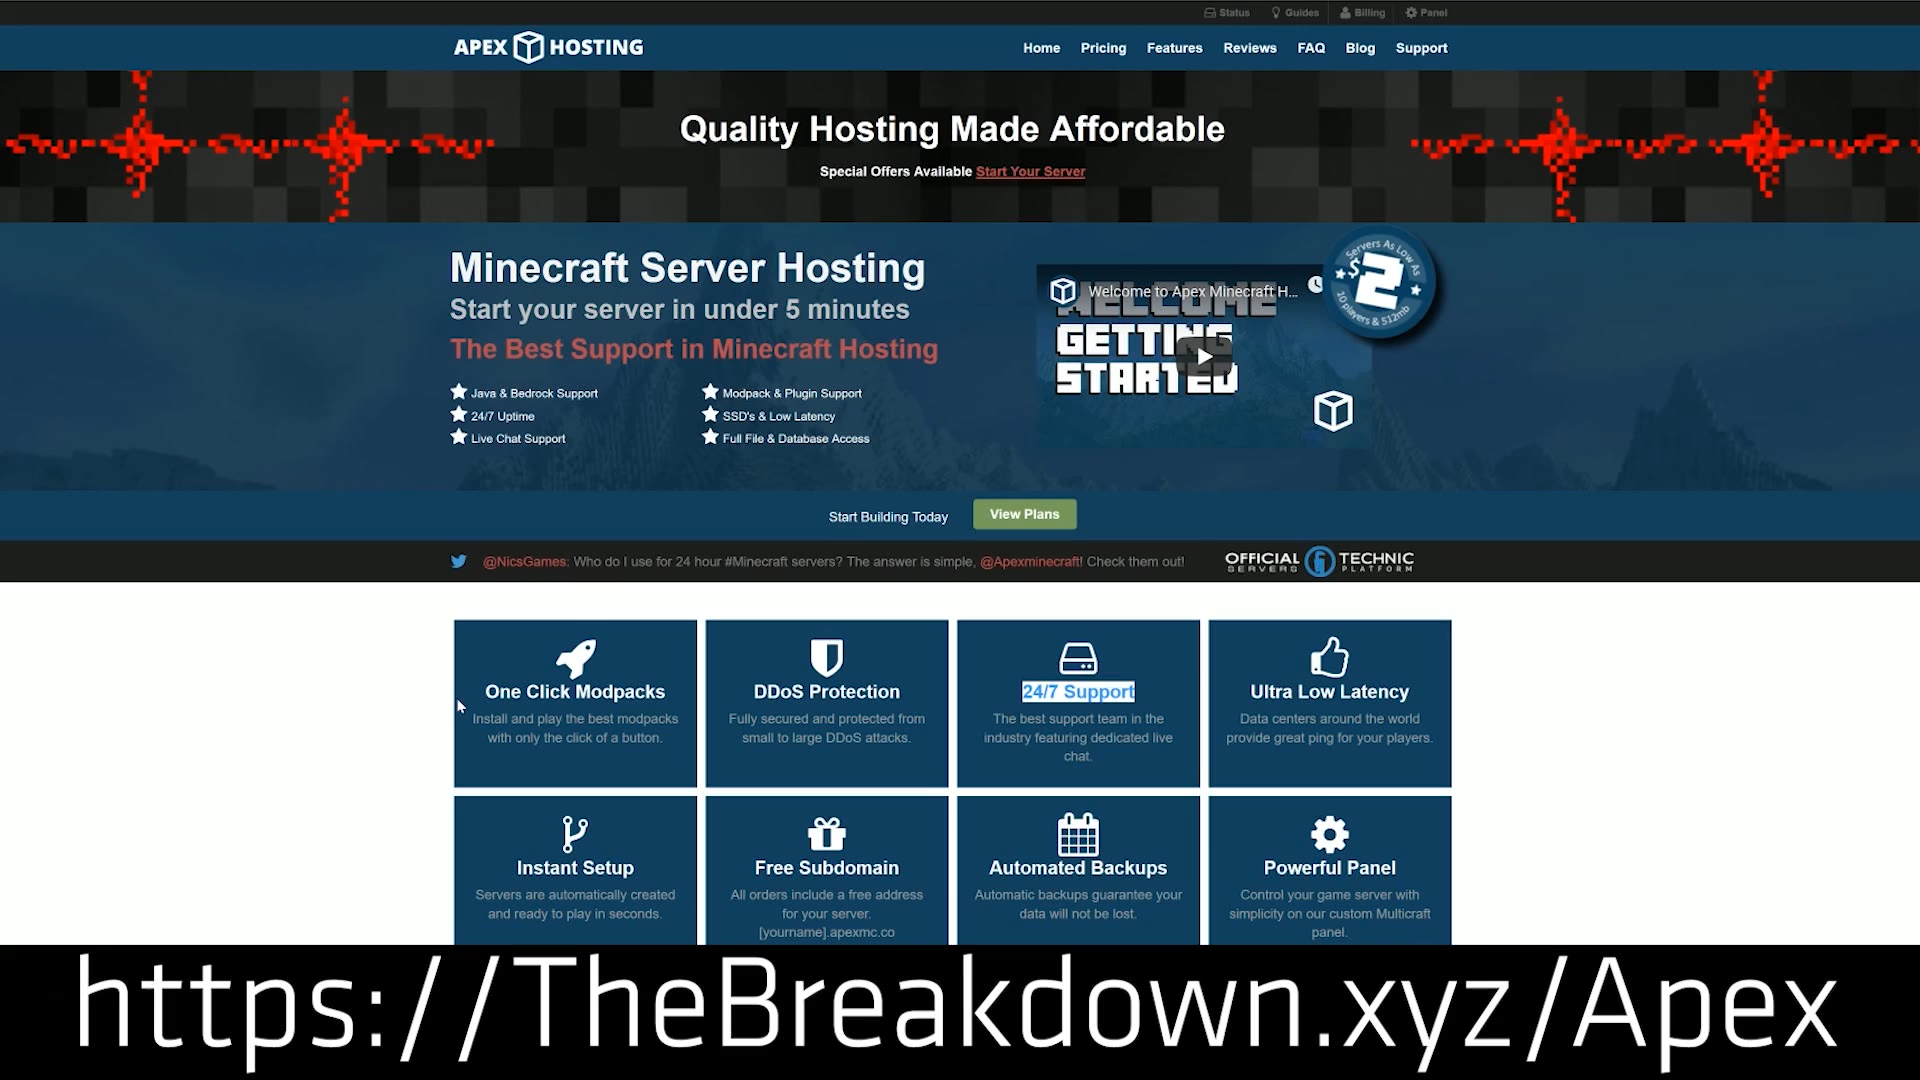 Status Guides Billing Panel
APEX HOSTING
Home Pricing Features Reviews FAQ Blog Support
Quality Hosting Made Affordable
Special Offers Available Start Your Server
Minecraft Server Hosting
Start your server in under 5 minutes
The Best Support in Minecraft Hosting
Java & Bedrock Support
Modpack & Plugin Support
24/7 Uptime
SSD's & Low Latency
Live Chat Support
Full File & Database Access
Welcome to Apex Minecraft H...
WELCOME
GETTING
STARTED
Servers As Low As
$2
10 players & 512mb
Start Building Today
View Plans
@NicsGames: Who do I use for 24 hour #Minecraft servers? The answer is simple, @Apexminecraft! Check them out!
OFFICIAL TECHNIC
SERVERS PLATFORM
One Click Modpacks
Install and play the best modpacks
with only the click of a button.
DDoS Protection
Fully secured and protected from
small to large DDoS attacks.
24/7 Support
The best support team in the
industry featuring dedicated live
chat.
Ultra Low Latency
Data centers around the world
provide great ping for your players.
Instant Setup
Servers are automatically created
and ready to play in seconds.
Free Subdomain
All orders include a free address
for your server.
[yourname].apexmc.co
Automated Backups
Automatic backups guarantee your
data will not be lost.
Powerful Panel
Control your game server with
simplicity on our custom Multicraft
panel.
https://TheBreakdown.xyz/Apex